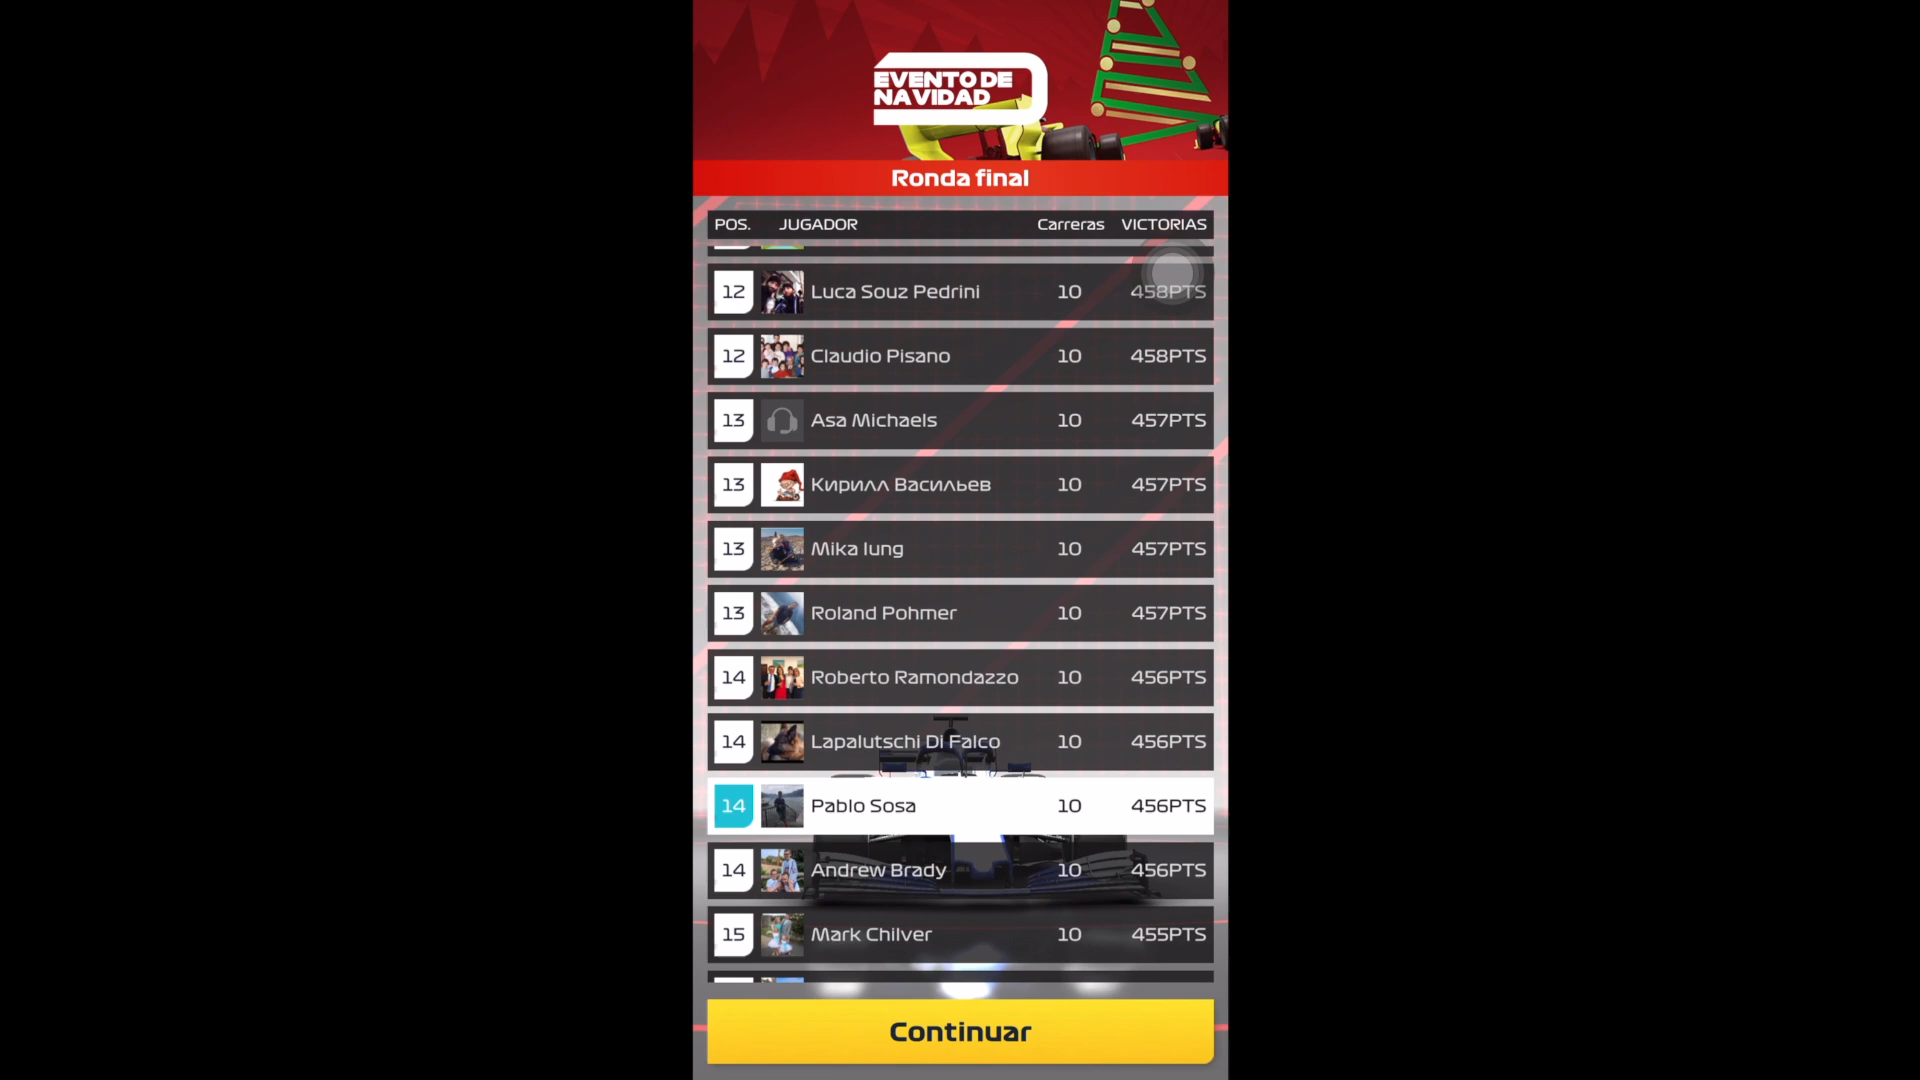 EVENTO DE
NAVIDAD
Ronda final
POS. JUGADOR Carreras VICTORIAS
12 Luca Souz Pedrini 10 458PTS
12 Claudio Pisano 10 458PTS
13 Asa Michaels 10 457PTS
13 Кирилл Васильев 10 457PTS
13 Mika Iung 10 457PTS
13 Roland Pohmer 10 457PTS
14 Roberto Ramondazzo 10 456PTS
14 Lapalutschi Di Falco 10 456PTS
14 Pablo Sosa 10 456PTS
14 Andrew Brady 10 456PTS
15 Mark Chilver 10 455PTS
Continuar